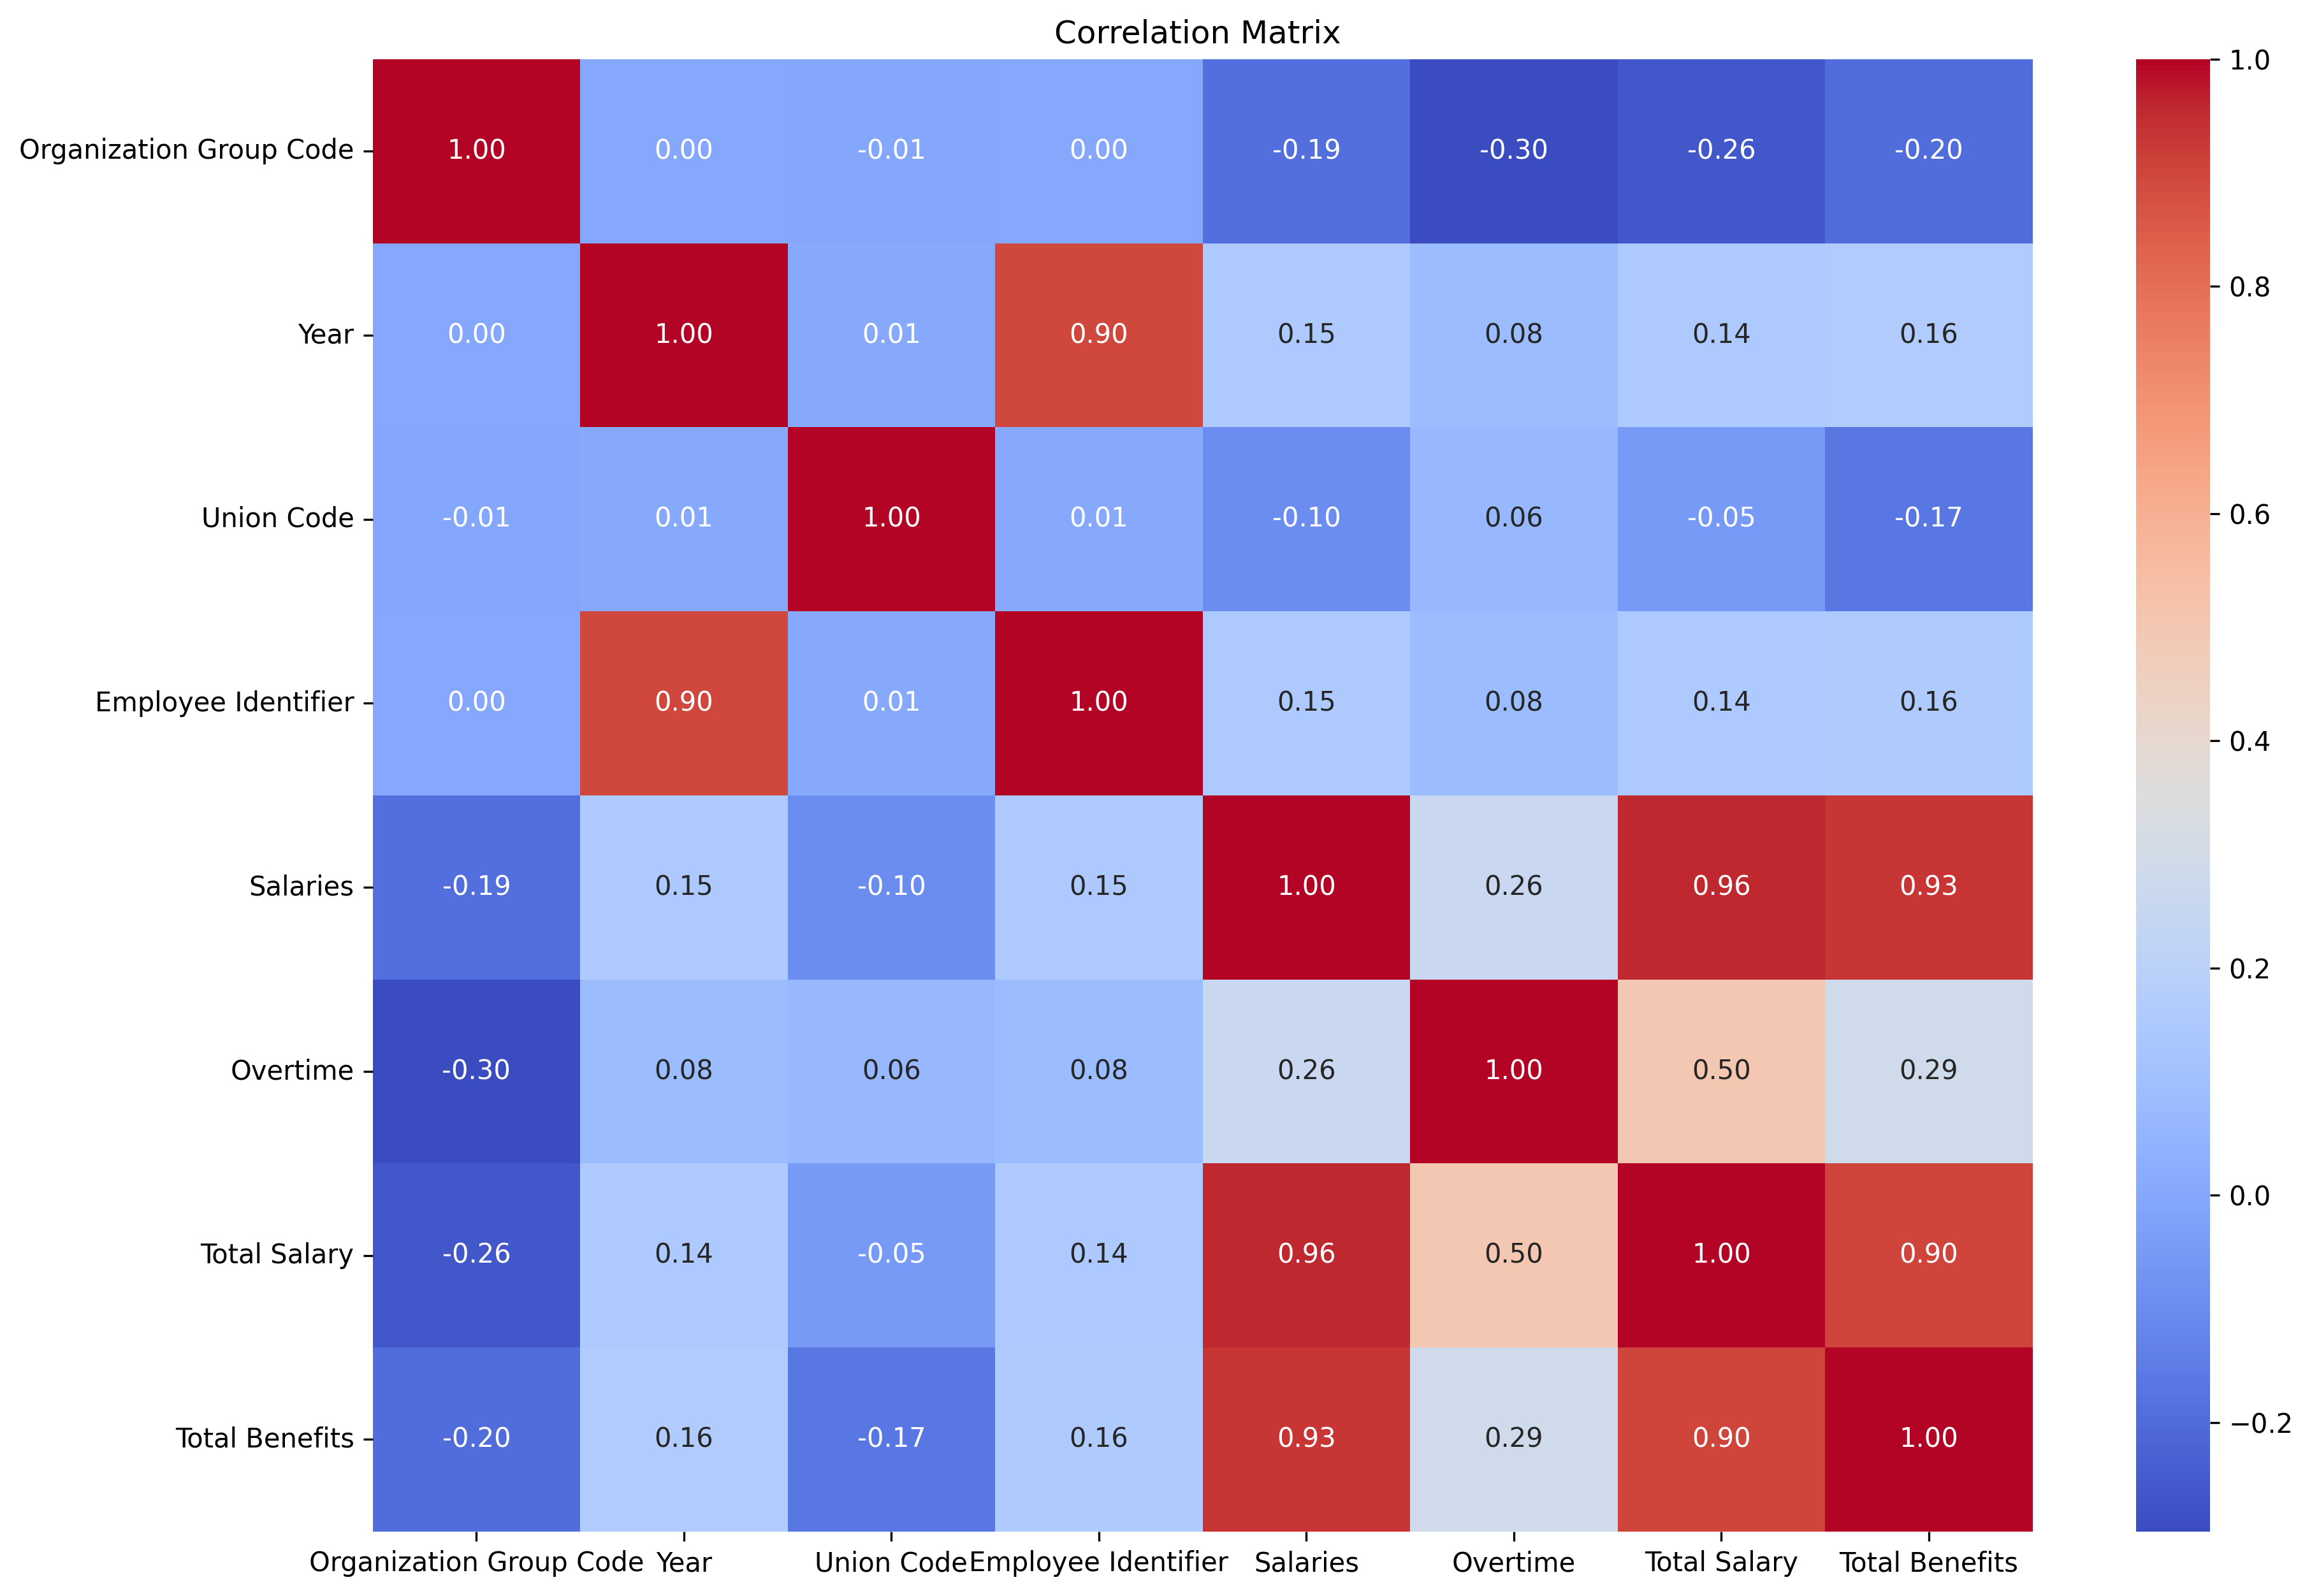 Correlation Matrix
Organization Group Code 1.00 0.00 -0.01 0.00 -0.19 -0.30 -0.26 -0.20
Year 0.00 1.00 0.01 0.90 0.15 0.08 0.14 0.16
Union Code -0.01 0.01 1.00 0.01 -0.10 0.06 -0.05 -0.17
Employee Identifier 0.00 0.90 0.01 1.00 0.15 0.08 0.14 0.16
Salaries -0.19 0.15 -0.10 0.15 1.00 0.26 0.96 0.93
Overtime -0.30 0.08 0.06 0.08 0.26 1.00 0.50 0.29
Total Salary -0.26 0.14 -0.05 0.14 0.96 0.50 1.00 0.90
Total Benefits -0.20 0.16 -0.17 0.16 0.93 0.29 0.90 1.00
Organization Group Code Year Union Code Employee Identifier Salaries Overtime Total Salary Total Benefits
1.0
0.8
0.6
0.4
0.2
0.0
−0.2